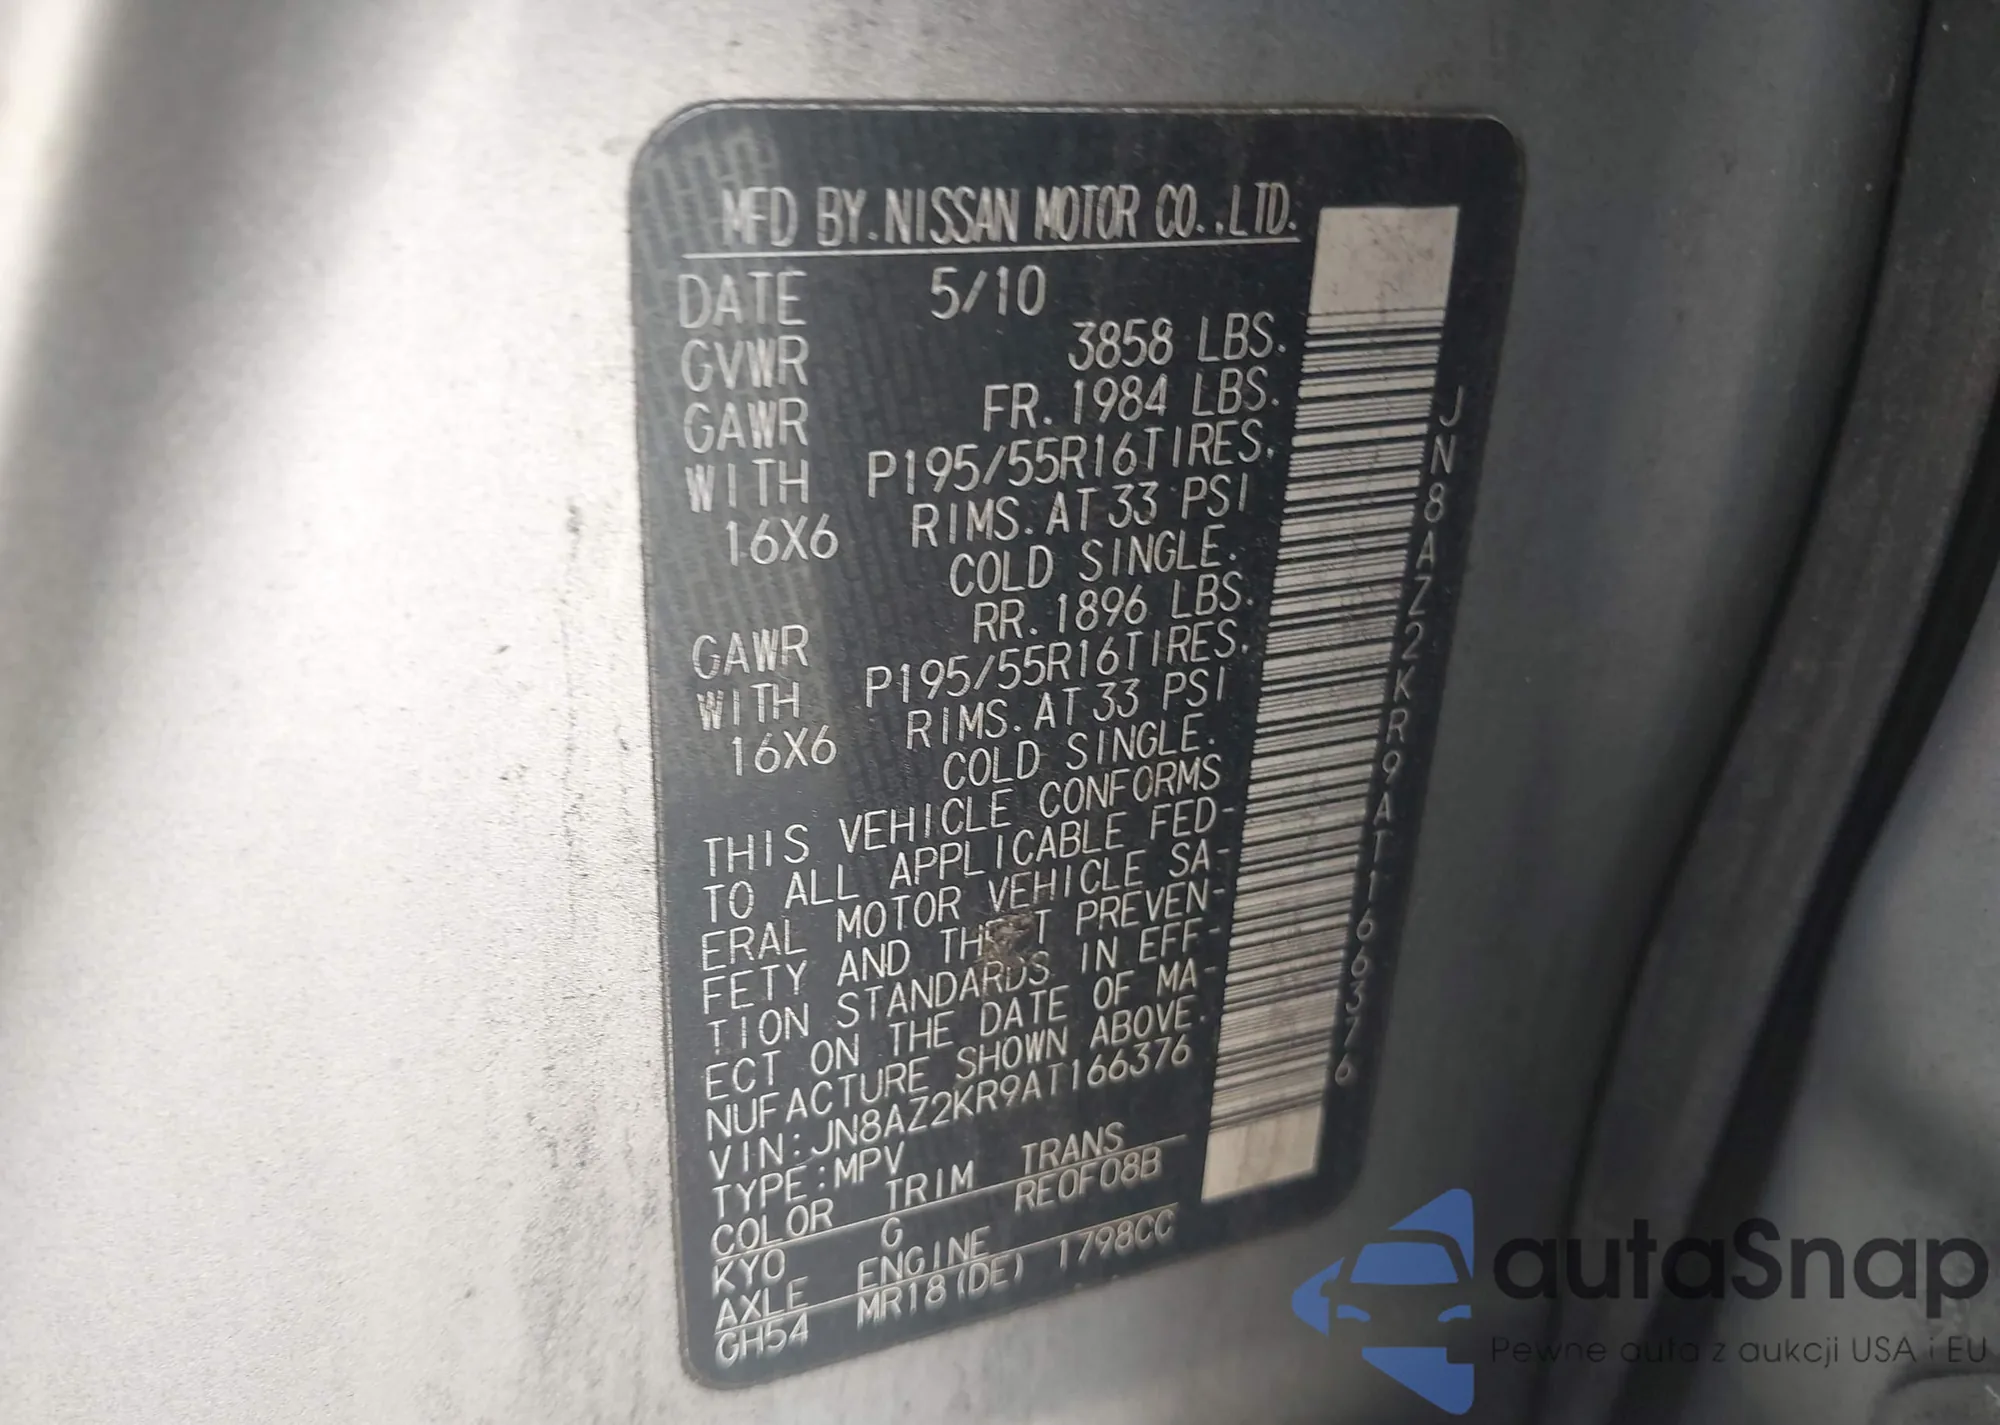 MFD BY.NISSAN MOTOR CO.,LTD.
DATE 5/10
GVWR 3858 LBS.
GAWR FR. 1984 LBS.
WITH P195/55R16TIRES.
16X6 RIMS. AT 33 PSI
COLD SINGLE.
GAWR RR. 1896 LBS.
WITH P195/55R16TIRES.
16X6 RIMS. AT 33 PSI
COLD SINGLE.
THIS VEHICLE CONFORMS
TO ALL APPLICABLE FED-
ERAL MOTOR VEHICLE SA-
FETY AND THEFT PREVEN-
TION STANDARDS IN EFF-
ECT ON THE DATE OF MA-
NUFACTURE SHOWN ABOVE.
VIN:JN8AZ2KR9AT166376
TYPE:MPV
COLOR TRIM TRANS
KYO G RE0F08B
AXLE ENGINE
GH54 MR18(DE) 1798CC
JN8AZ2KR9AT166376
autaSnap
Pewne auta z aukcji USA i EU